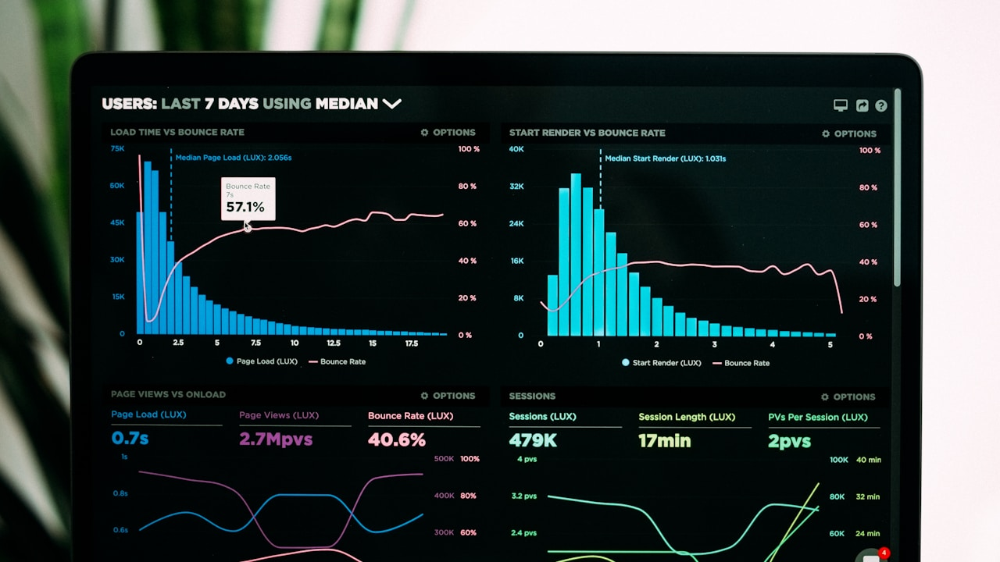 USERS: LAST 7 DAYS USING MEDIAN
LOAD TIME VS BOUNCE RATE
OPTIONS
75K
60K
45K
30K
15K
0
Median Page Load (LUX): 2.056s
Bounce Rate
7s
57.1%
100 %
80 %
60 %
40 %
20 %
0 %
0 2.5 5 7.5 10 12.5 15 17.5
Page Load (LUX) Bounce Rate
START RENDER VS BOUNCE RATE
OPTIONS
40K
32K
24K
16K
8K
0
Median Start Render (LUX): 1.031s
100 %
80 %
60 %
40 %
20 %
0 %
0 1 2 3 4 5
Start Render (LUX) Bounce Rate
PAGE VIEWS VS ONLOAD
OPTIONS
Page Load (LUX)
0.7s
Page Views (LUX)
2.7Mpvs
Bounce Rate (LUX)
40.6%
1s
0.8s
0.6s
500K 100%
400K 80%
300K 60%
SESSIONS
OPTIONS
Sessions (LUX)
479K
Session Length (LUX)
17min
PVs Per Session (LUX)
2pvs
4 pvs
3.2 pvs
2.4 pvs
100K 40 min
80K 32 min
60K 24 min
4